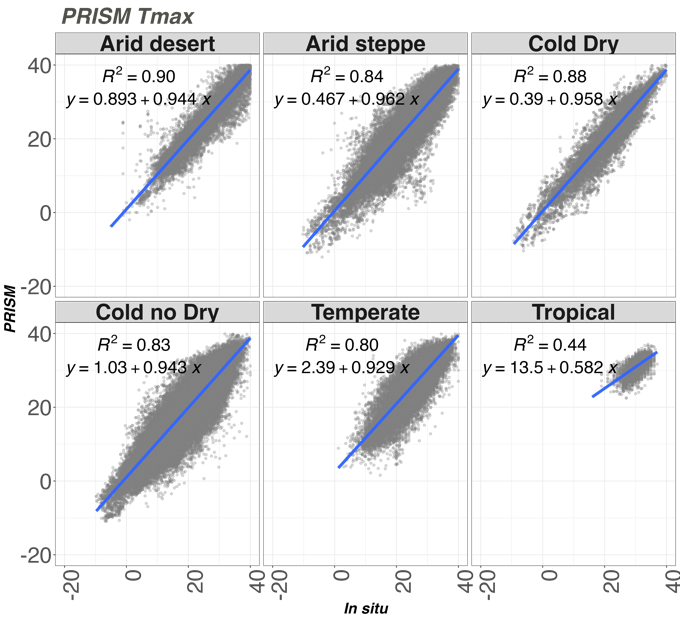 PRISM Tmax
Arid desert
Arid steppe
Cold Dry
R² = 0.90
y = 0.893 + 0.944 x
R² = 0.84
y = 0.467 + 0.962 x
R² = 0.88
y = 0.39 + 0.958 x
40
20
0
-20
Cold no Dry
Temperate
Tropical
R² = 0.83
y = 1.03 + 0.943 x
R² = 0.80
y = 2.39 + 0.929 x
R² = 0.44
y = 13.5 + 0.582 x
40
20
0
-20
PRISM
-20 0 20 40 -20 0 20 40 -20 0 20 40
In situ